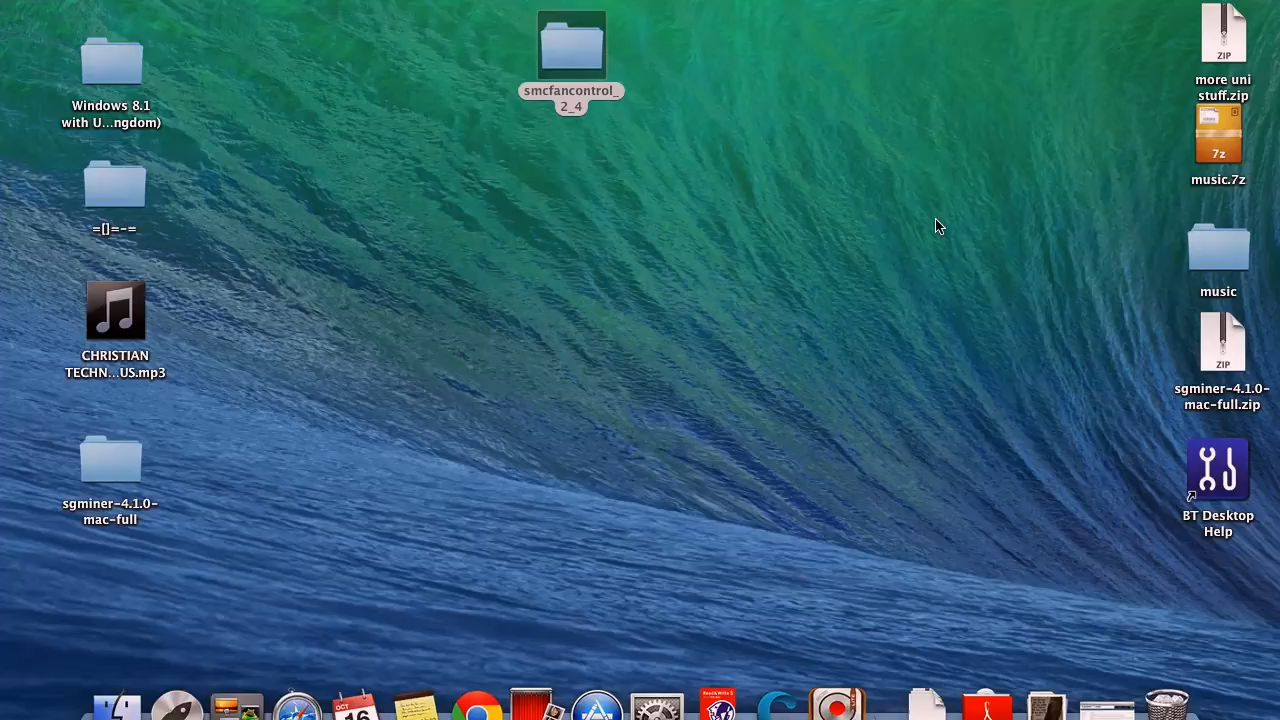 Windows 8.1
with U...ngdom)
=[]=-=
CHRISTIAN
TECHN...US.mp3
sgminer-4.1.0-
mac-full
smcfancontrol_
2_4
ZIP
more uni
stuff.zip
7z
music.7z
music
ZIP
sgminer-4.1.0-
mac-full.zip
BT Desktop
Help
OCT
16
Read&Write